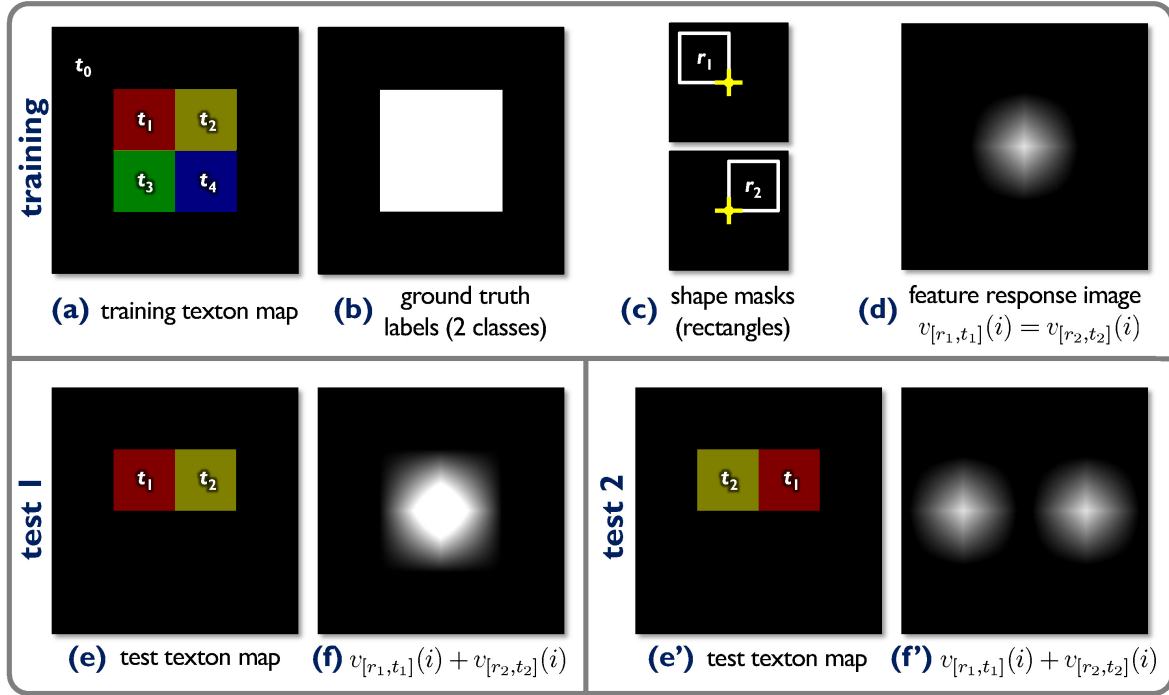 training
t0
t1
t2
t3
t4
r1
r2
(a) training texton map
(b) ground truth
labels (2 classes)
(c) shape masks
(rectangles)
(d) feature response image
v[r1,t1](i) = v[r2,t2](i)
test 1
t1
t2
(e) test texton map
(f) v[r1,t1](i) + v[r2,t2](i)
test 2
t2
t1
(e') test texton map
(f') v[r1,t1](i) + v[r2,t2](i)